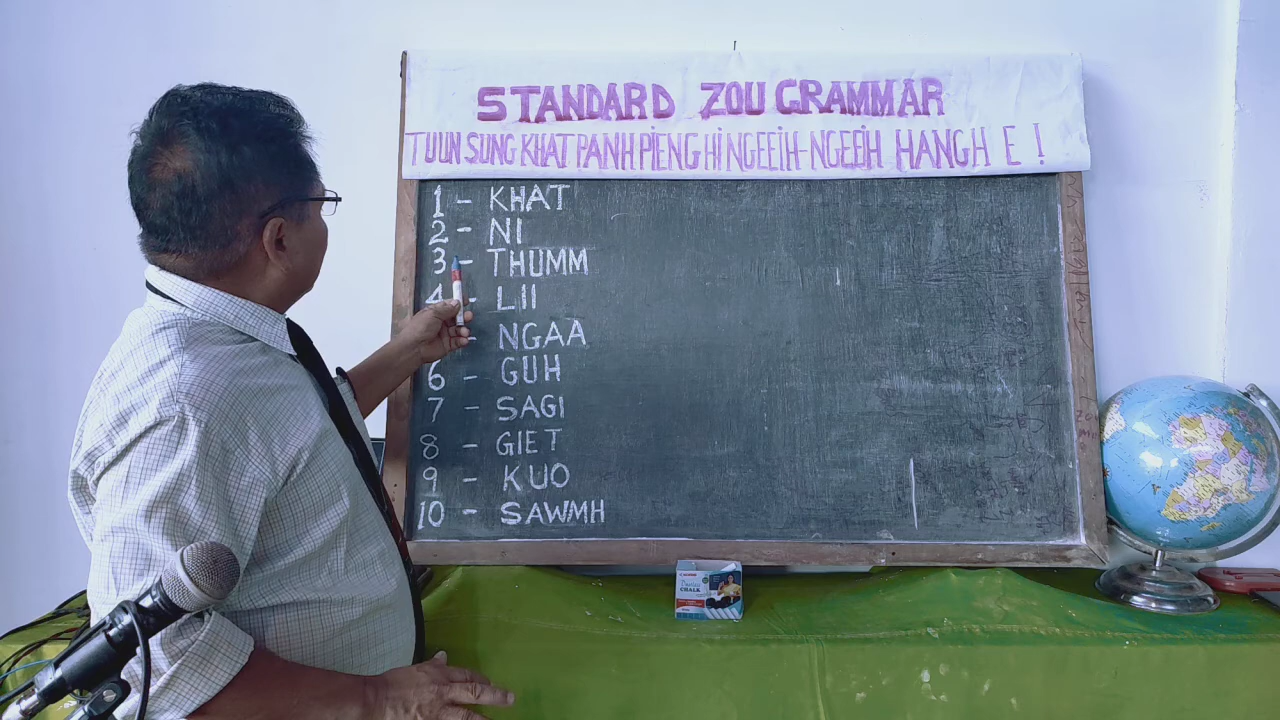 STANDARD ZOU GRAMMAR
TUUN SUNG KHAT PANH PIENG HI NGEEIH-NGEEIH HANGH E !
1 - KHAT
2 - NI
3 - THUMM
4 - LII
- NGAA
6 - GUH
7 - SAGI
8 - GIET
9 - KUO
10 - SAWMH
CHALK